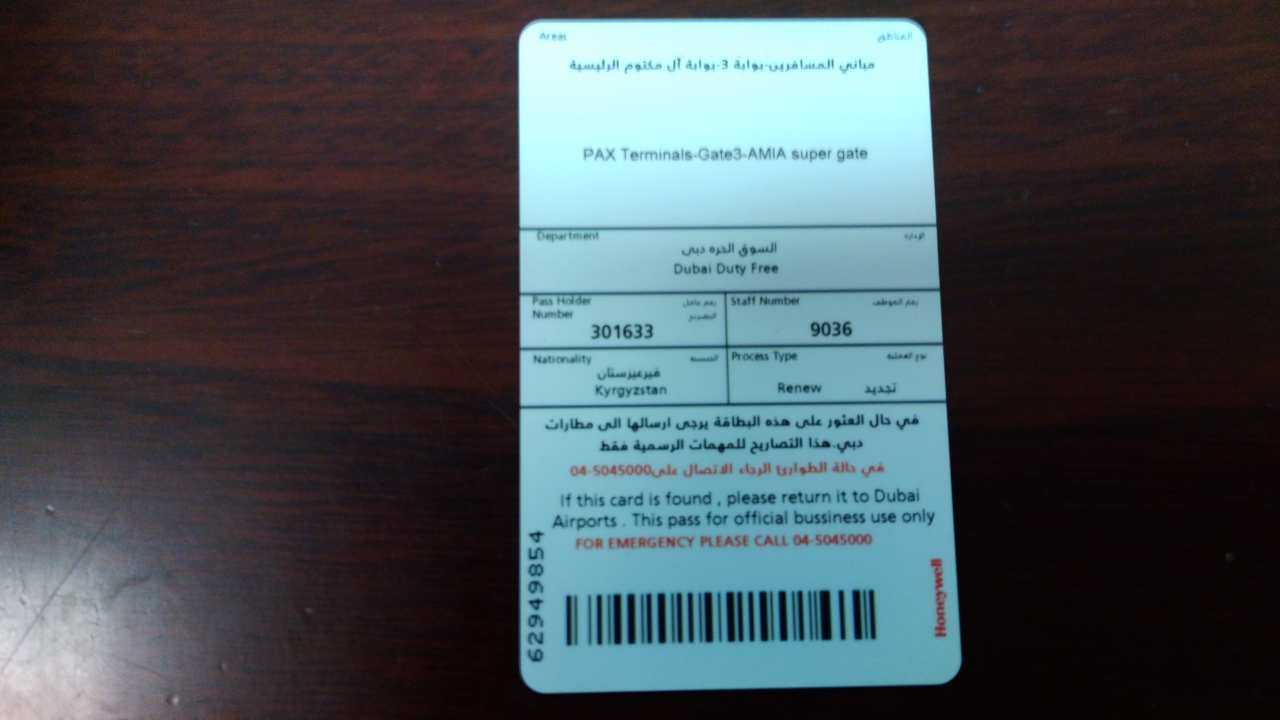 Areas المناطق
مباني المسافرين-بوابة 3-بوابة آل مكتوم الرئيسية
PAX Terminals-Gate3-AMIA super gate
Department الإدارة
السوق الحره دبى
Dubai Duty Free
Pass Holder Number رقم حامل التصريح
301633
Staff Number رقم الموظف
9036
Nationality الجنسية
قيرغيزستان
Kyrgyzstan
Process Type نوع العملية
Renew تجديد
في حال العثور على هذه البطاقة يرجى ارسالها الى مطارات
دبي.هذا التصاريح للمهمات الرسمية فقط
في حالة الطوارئ الرجاء الاتصال على04-5045000
If this card is found , please return it to Dubai
Airports . This pass for official bussiness use only
FOR EMERGENCY PLEASE CALL 04-5045000
62949854
Honeywell